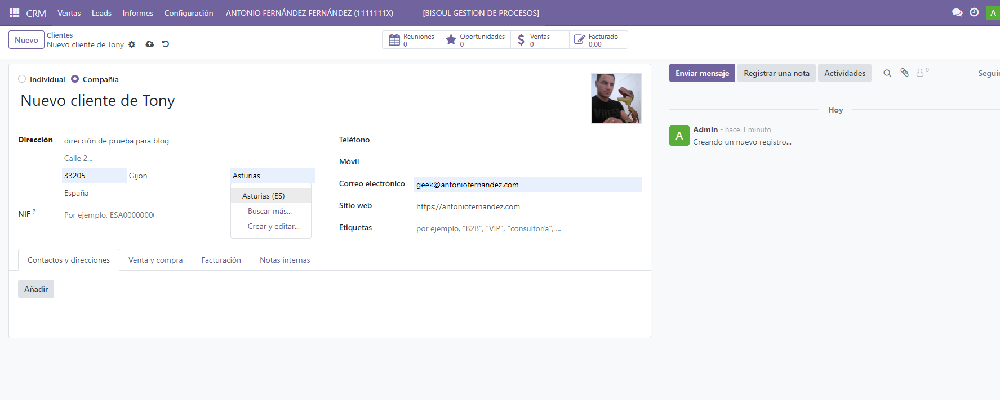 CRM Ventas Leads Informes Configuración - - ANTONIO FERNÁNDEZ FERNÁNDEZ (1111111X) -------- [BISOUL GESTION DE PROCESOS] A
Nuevo
Clientes
Nuevo cliente de Tony
Reuniones
0
Oportunidades
0
Ventas
0
Facturado
0,00
Individual Compañía
Nuevo cliente de Tony
Dirección dirección de prueba para blog
Calle 2...
33205 Gijon Asturias
España
Asturias (ES)
Buscar más...
Crear y editar...
NIF ? Por ejemplo, ESA00000000
Teléfono
Móvil
Correo electrónico geek@antoniofernandez.com
Sitio web https://antoniofernandez.com
Etiquetas por ejemplo, "B2B", "VIP", "consultoría", ...
Contactos y direcciones Venta y compra Facturación Notas internas
Añadir
Enviar mensaje Registrar una nota Actividades 0 Seguir
Hoy
A
Admin - hace 1 minuto
Creando un nuevo registro...